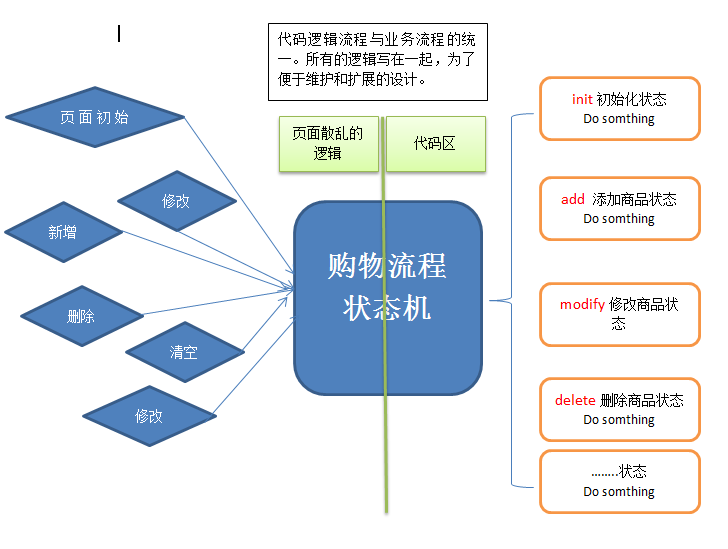 代码逻辑流程与业务流程的统
一。所有的逻辑写在一起，为了
便于维护和扩展的设计。
页面散乱的
逻辑
代码区
页面初始
修改
新增
删除
清空
修改
购物流程
状态机
init 初始化状态
Do somthing
add 添加商品状态
Do somthing
modify 修改商品状
态
delete 删除商品状态
Do somthing
........状态
Do somthing